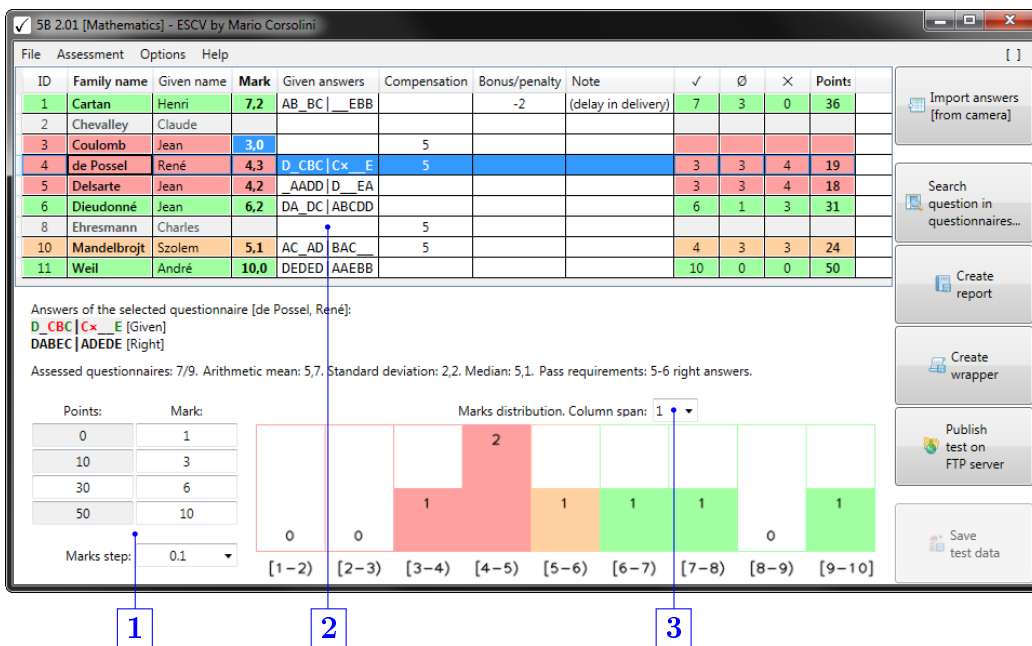 5B 2.01 [Mathematics] - ESCV by Mario Corsolini
File Assessment Options Help [ ]
ID Family name Given name Mark Given answers Compensation Bonus/penalty Note ✓ Ø × Points
1 Cartan Henri 7,2 AB_BC|__EBB -2 (delay in delivery) 7 3 0 36
2 Chevalley Claude
3 Coulomb Jean 3,0 5
4 de Possel René 4,3 D_CBC|C×__E 5 3 3 4 19
5 Delsarte Jean 4,2 _AADD|D__EA 3 3 4 18
6 Dieudonné Jean 6,2 DA_DC|ABCDD 6 1 3 31
8 Ehresmann Charles 5
10 Mandelbrojt Szolem 5,1 AC_AD|BAC__ 5 4 3 3 24
11 Weil André 10,0 DEDED|AAEBB 10 0 0 50
Import answers
[from camera]
Search
question in
questionnaires...
Create
report
Create
wrapper
Publish
test on
FTP server
Save
test data
Answers of the selected questionnaire [de Possel, René]:
D_CBC|C×__E [Given]
DABEC|ADEDE [Right]
Assessed questionnaires: 7/9. Arithmetic mean: 5,7. Standard deviation: 2,2. Median: 5,1. Pass requirements: 5-6 right answers.
Points: Mark:
0 1
10 3
30 6
50 10
Marks step: 0.1
Marks distribution. Column span: 1
0 0 1 2 1 1 1 0 1
[1-2) [2-3) [3-4) [4-5) [5-6) [6-7) [7-8) [8-9) [9-10]
1 2 3